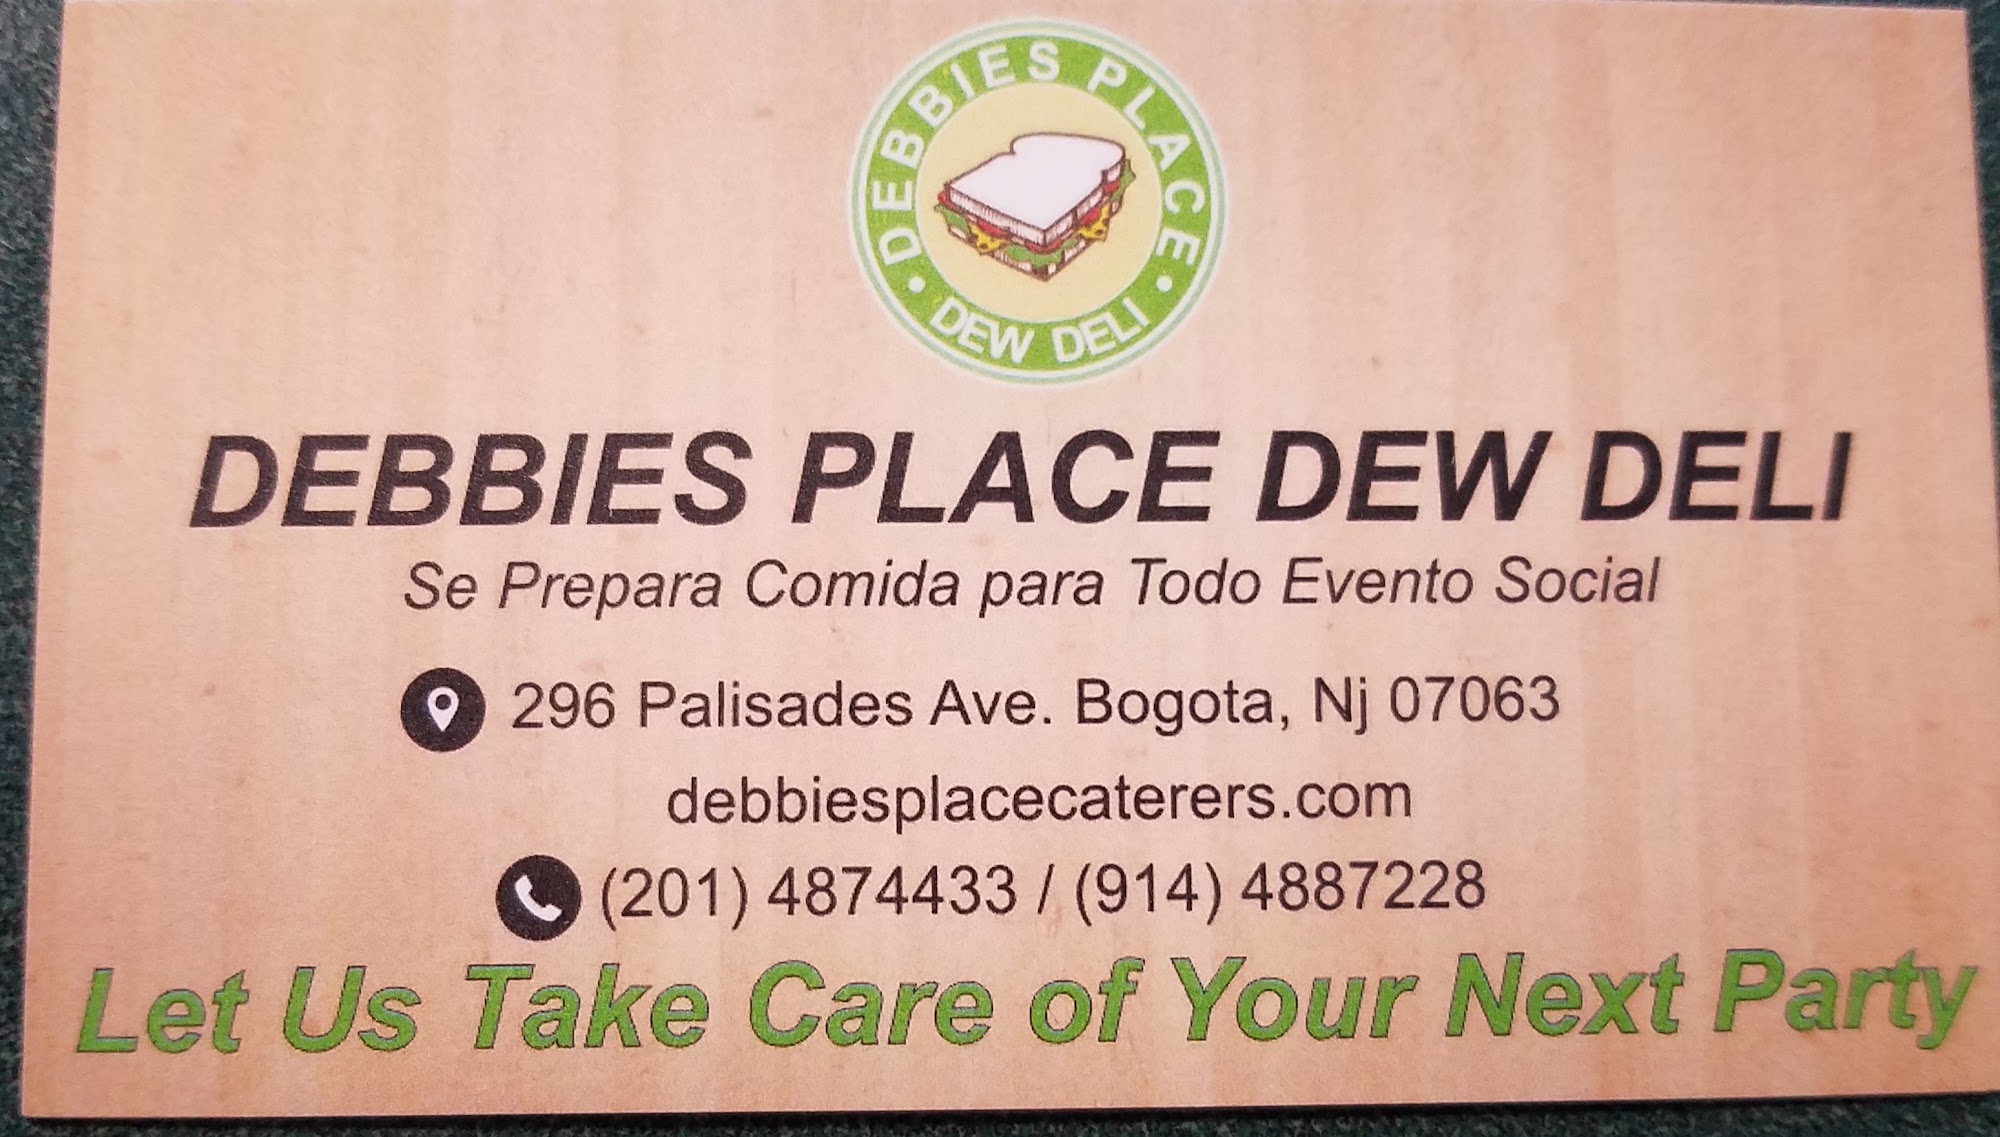 DEBBIES PLACE
• DEW DELI •
DEBBIES PLACE DEW DELI
Se Prepara Comida para Todo Evento Social
296 Palisades Ave. Bogota, Nj 07063
debbiesplacecaterers.com
(201) 4874433 / (914) 4887228
Let Us Take Care of Your Next Party